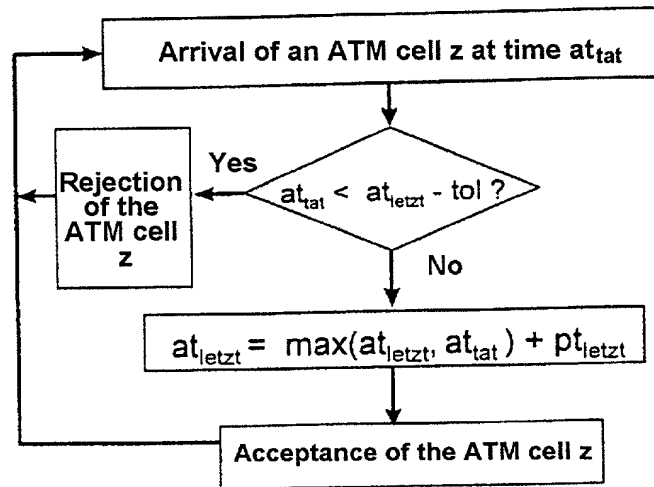 Arrival of an ATM cell z at time at_tat
Yes
Rejection
of the
ATM cell
z
at_tat < at_letzt - tol ?
No
at_letzt = max(at_letzt, at_tat) + pt_letzt
Acceptance of the ATM cell z